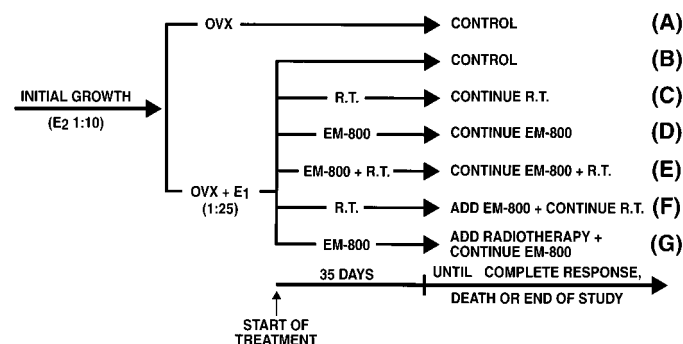 OVX CONTROL (A)
CONTROL (B)
INITIAL GROWTH
(E2 1:10)
R.T. CONTINUE R.T. (C)
EM-800 CONTINUE EM-800 (D)
EM-800 + R.T. CONTINUE EM-800 + R.T. (E)
OVX + E1
(1:25)
R.T. ADD EM-800 + CONTINUE R.T. (F)
EM-800 ADD RADIOTHERAPY +
CONTINUE EM-800 (G)
35 DAYS UNTIL COMPLETE RESPONSE,
DEATH OR END OF STUDY
START OF
TREATMENT